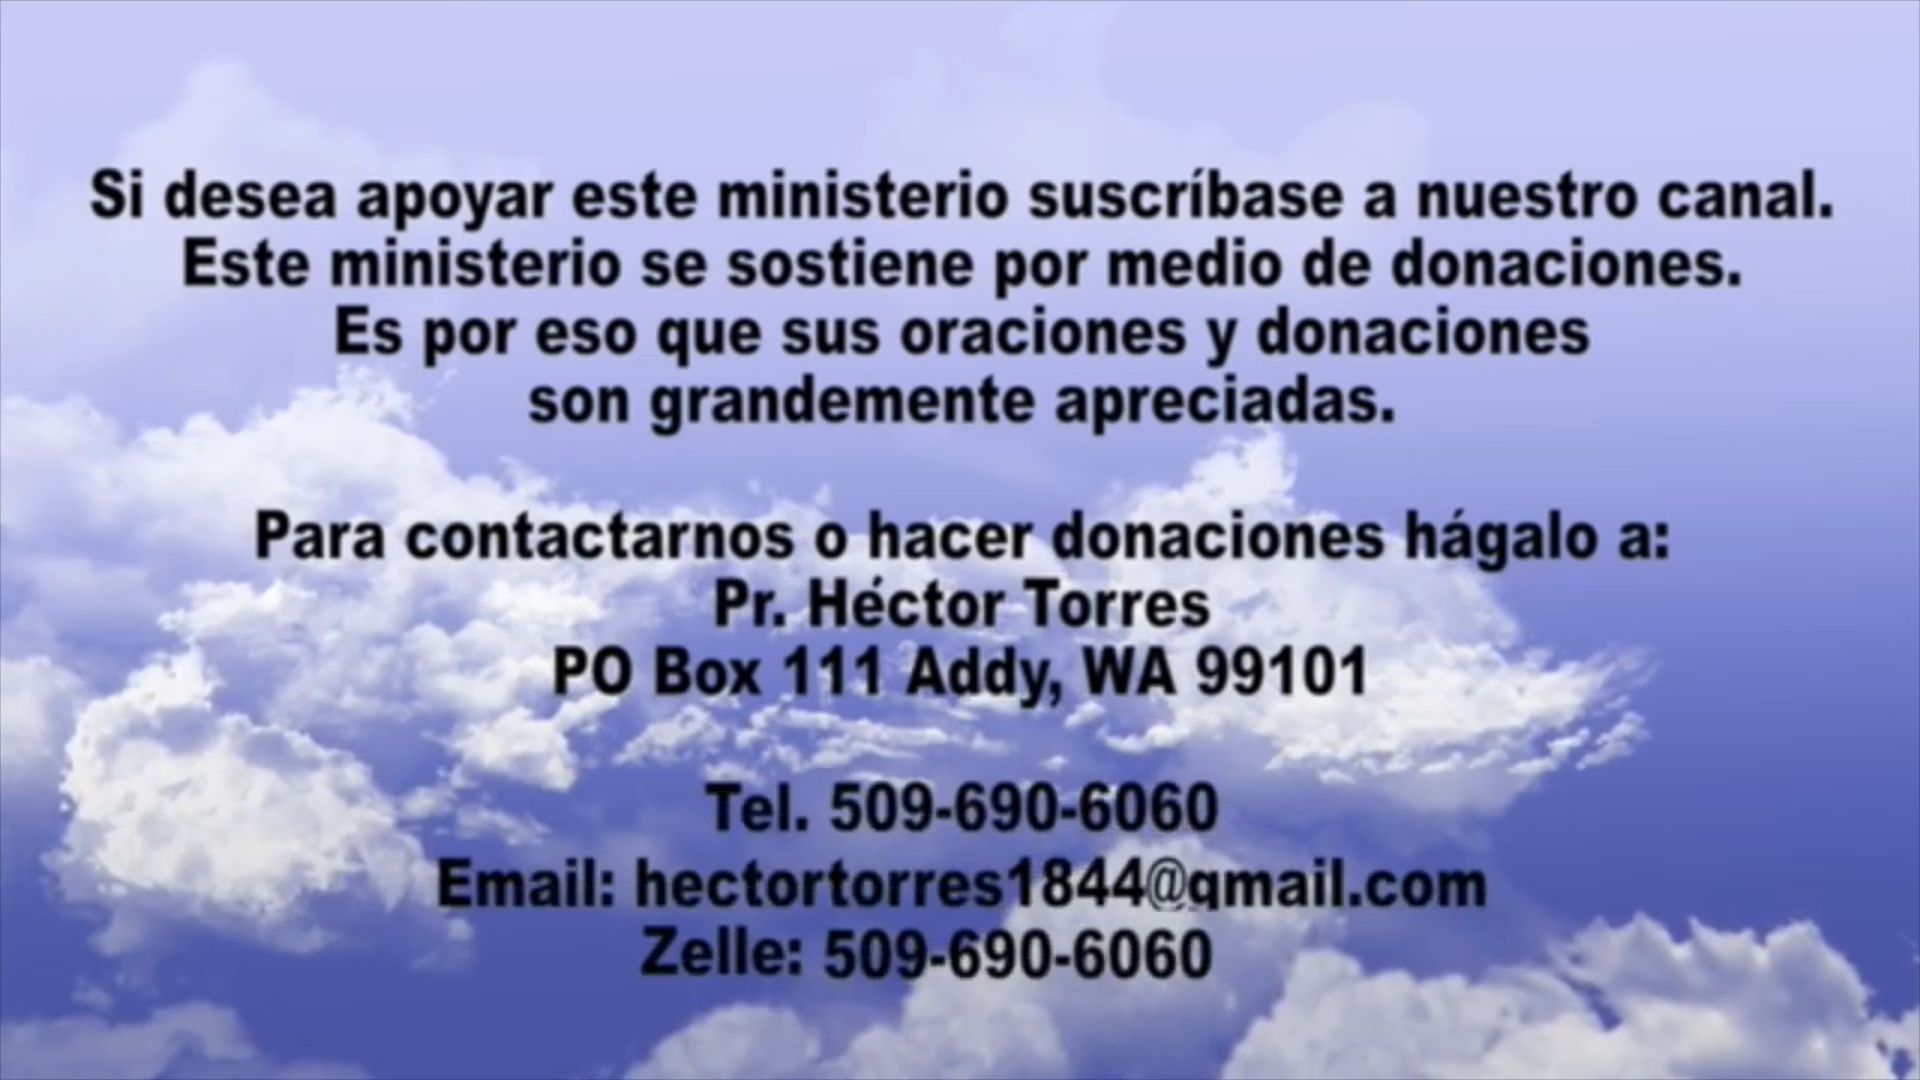 Si desea apoyar este ministerio suscríbase a nuestro canal.
Este ministerio se sostiene por medio de donaciones.
Es por eso que sus oraciones y donaciones
son grandemente apreciadas.
Para contactarnos o hacer donaciones hágalo a:
Pr. Héctor Torres
PO Box 111 Addy, WA 99101
Tel. 509-690-6060
Email: hectortorres1844@gmail.com
Zelle: 509-690-6060